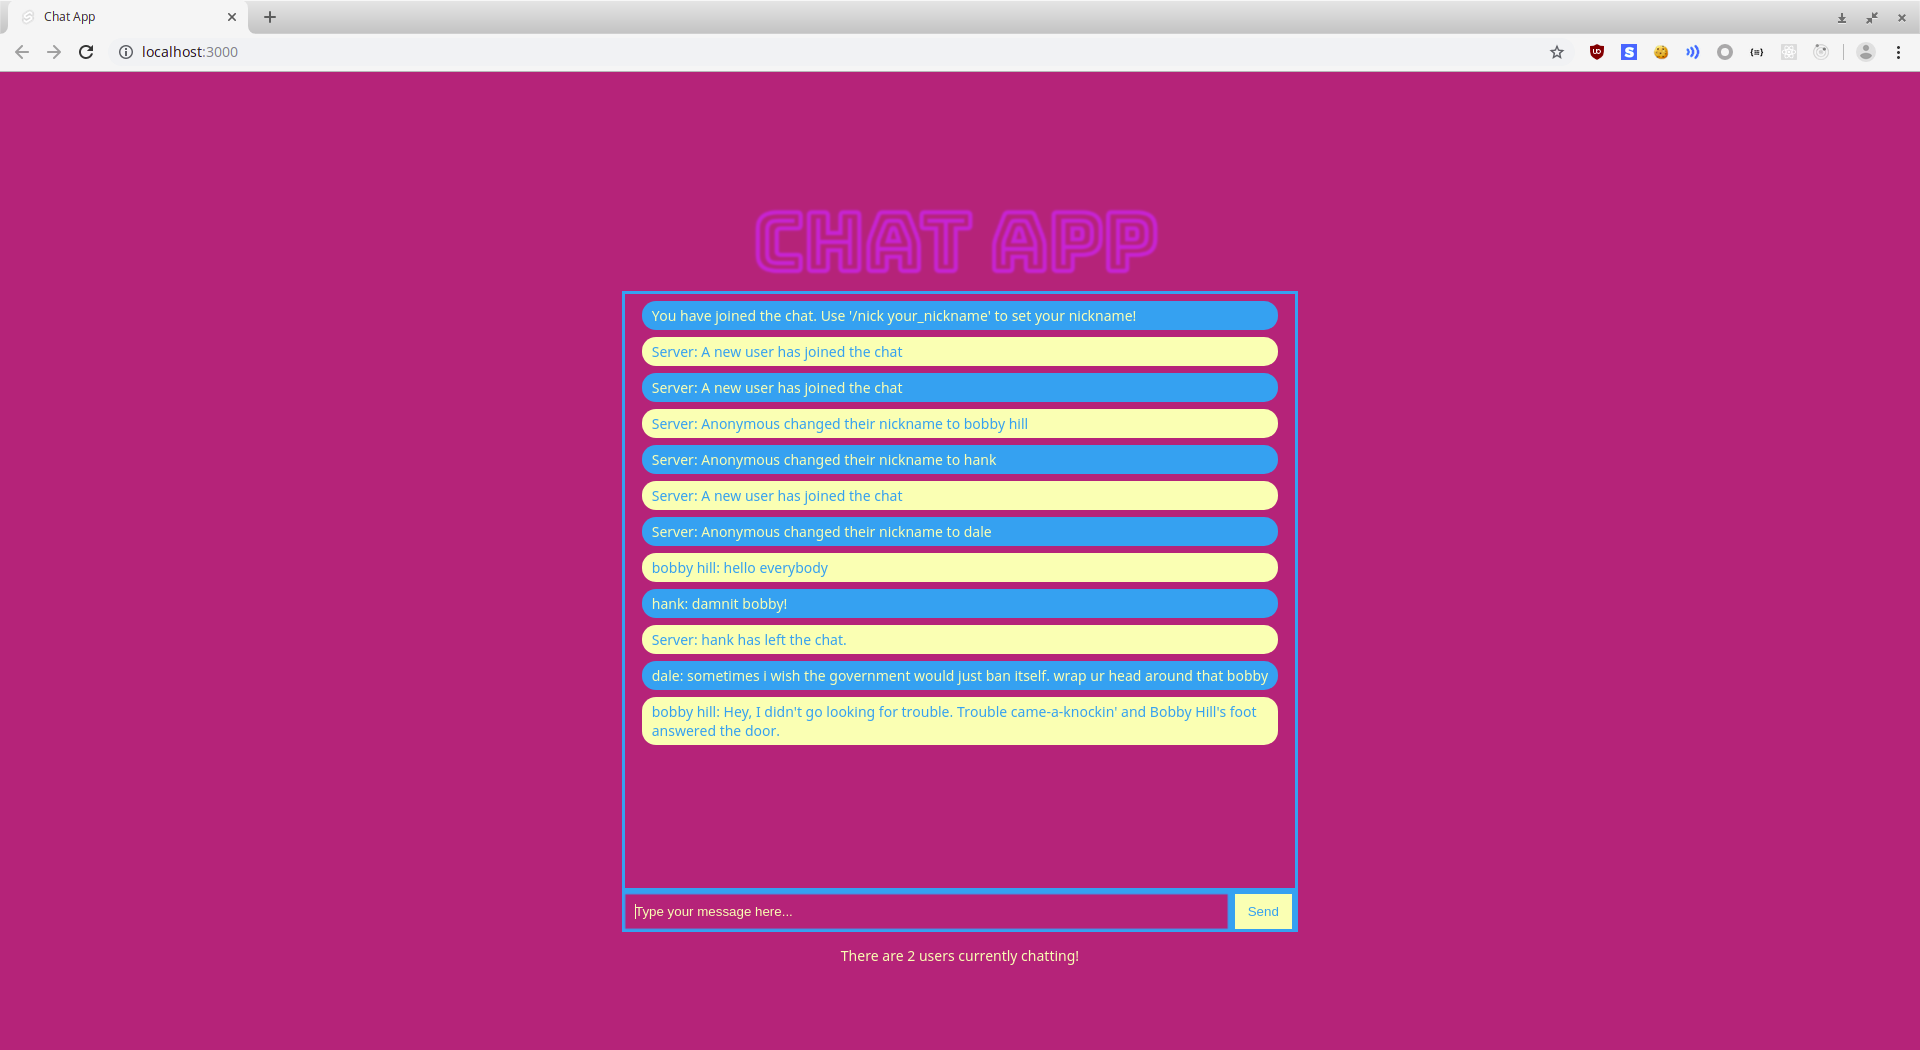 Chat App
localhost:3000
CHAT APP
You have joined the chat. Use '/nick your_nickname' to set your nickname!
Server: A new user has joined the chat
Server: A new user has joined the chat
Server: Anonymous changed their nickname to bobby hill
Server: Anonymous changed their nickname to hank
Server: A new user has joined the chat
Server: Anonymous changed their nickname to dale
bobby hill: hello everybody
hank: damnit bobby!
Server: hank has left the chat.
dale: sometimes i wish the government would just ban itself. wrap ur head around that bobby
bobby hill: Hey, I didn't go looking for trouble. Trouble came-a-knockin' and Bobby Hill's foot
answered the door.
Type your message here...
Send
There are 2 users currently chatting!